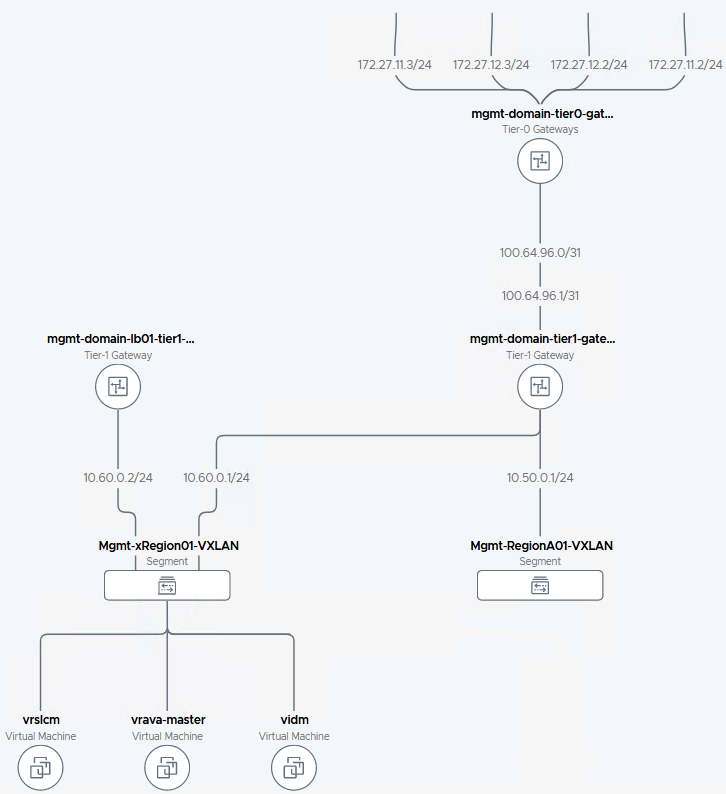 172.27.11.3/24 172.27.12.3/24 172.27.12.2/24 172.27.11.2/24
mgmt-domain-tier0-gat...
Tier-0 Gateways
100.64.96.0/31
100.64.96.1/31
mgmt-domain-lb01-tier1-... mgmt-domain-tier1-gate...
Tier-1 Gateway Tier-1 Gateway
10.60.0.2/24 10.60.0.1/24 10.50.0.1/24
Mgmt-xRegion01-VXLAN Mgmt-RegionA01-VXLAN
Segment Segment
vrslcm vrava-master vidm
Virtual Machine Virtual Machine Virtual Machine